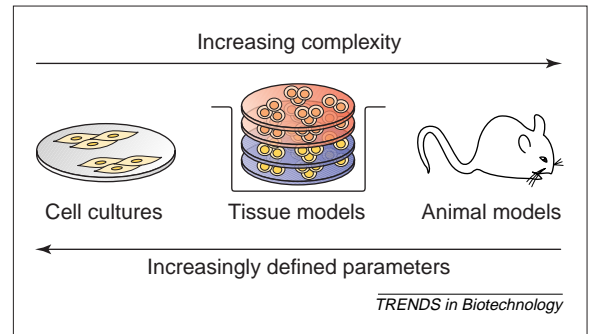 Increasing complexity
Cell cultures Tissue models Animal models
Increasingly defined parameters
TRENDS in Biotechnology